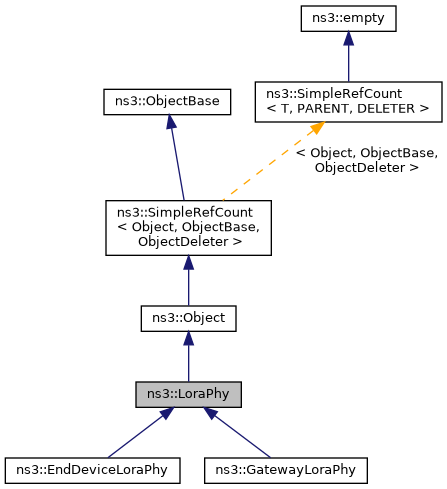 ns3::empty
ns3::SimpleRefCount
< T, PARENT, DELETER >
ns3::ObjectBase
< Object, ObjectBase,
ObjectDeleter >
ns3::SimpleRefCount
< Object, ObjectBase,
ObjectDeleter >
ns3::Object
ns3::LoraPhy
ns3::EndDeviceLoraPhy
ns3::GatewayLoraPhy